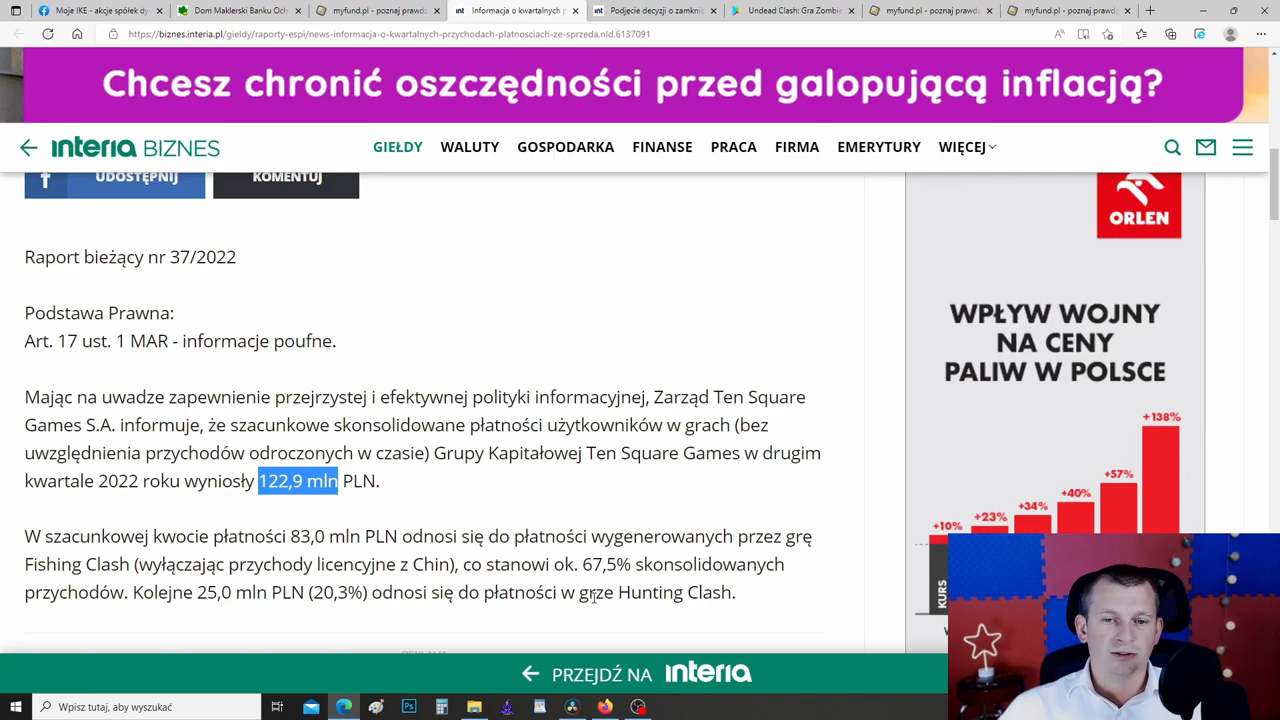 Moje IKE - akcje spółek dyw
Dom Maklerski Banku Och
myfund.pl - poznaj prawdz
Informacja o kwartalnych p
Podjęcie decyzji o zamknie
Undead Clash: Gra Zombie
myfund.pl - poznaj prawdz
myfund.pl - poznaj prawdz
https://biznes.interia.pl/gieldy/raporty-espi/news-informacja-o-kwartalnych-przychodach-platnosciach-ze-sprzeda,nld.6137091
Chcesz chronić oszczędności przed galopującą inflacją?
interia BIZNES
GIEŁDY WALUTY GOSPODARKA FINANSE PRACA FIRMA EMERYTURY WIĘCEJ
UDOSTĘPNIJ
KOMENTUJ
ORLEN
Raport bieżący nr 37/2022
Podstawa Prawna:
Art. 17 ust. 1 MAR - informacje poufne.
Mając na uwadze zapewnienie przejrzystej i efektywnej polityki informacyjnej, Zarząd Ten Square
Games S.A. informuje, że szacunkowe skonsolidowane płatności użytkowników w grach (bez
uwzględnienia przychodów odroczonych w czasie) Grupy Kapitałowej Ten Square Games w drugim
kwartale 2022 roku wyniosły 122,9 mln PLN.
W szacunkowej kwocie płatności 83,0 mln PLN odnosi się do płatności wygenerowanych przez grę
Fishing Clash (wyłączając przychody licencyjne z Chin), co stanowi ok. 67,5% skonsolidowanych
przychodów. Kolejne 25,0 mln PLN (20,3%) odnosi się do płatności w grze Hunting Clash.
WPŁYW WOJNY
NA CENY
PALIW W POLSCE
+10%
+23%
+34%
+40%
+57%
+138%
KURS
PRZEJDŹ NA interia
Wpisz tutaj, aby wyszukać